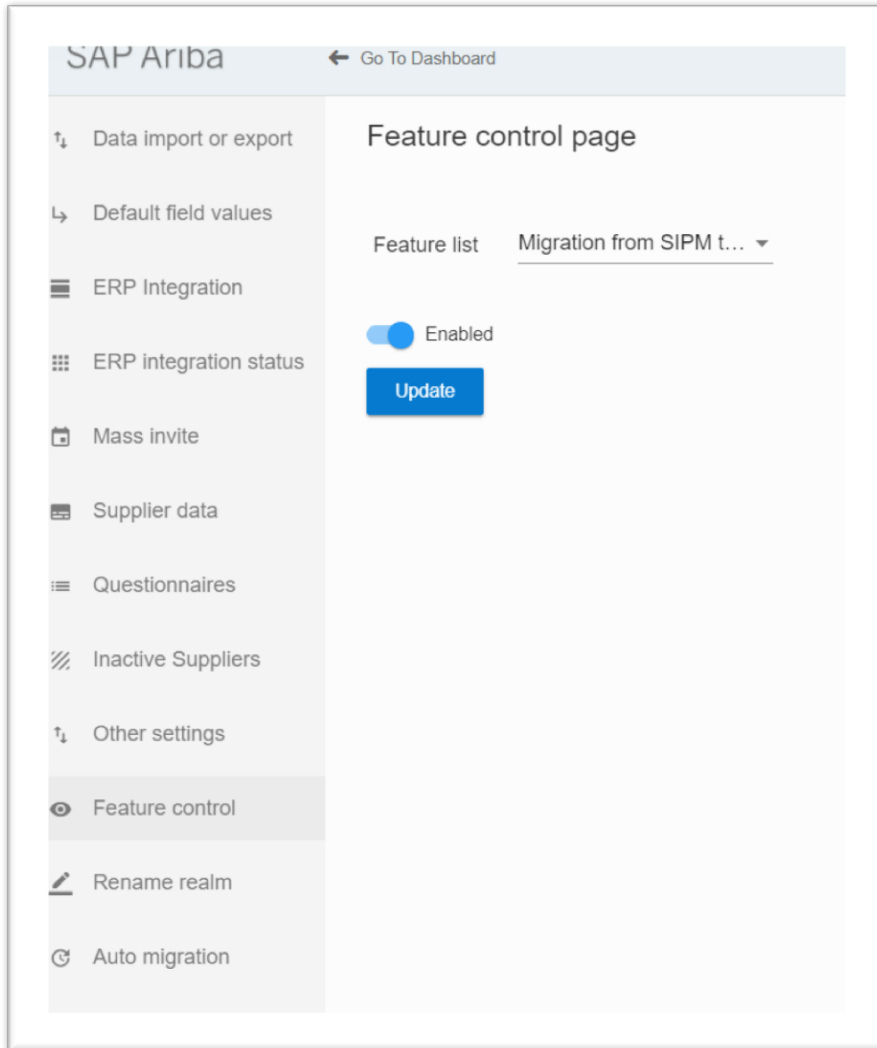 SAP Ariba
Go To Dashboard
Data import or export
Default field values
ERP Integration
ERP integration status
Mass invite
Supplier data
Questionnaires
Inactive Suppliers
Other settings
Feature control
Rename realm
Auto migration
Feature control page
Feature list
Migration from SIPM t...
Enabled
Update